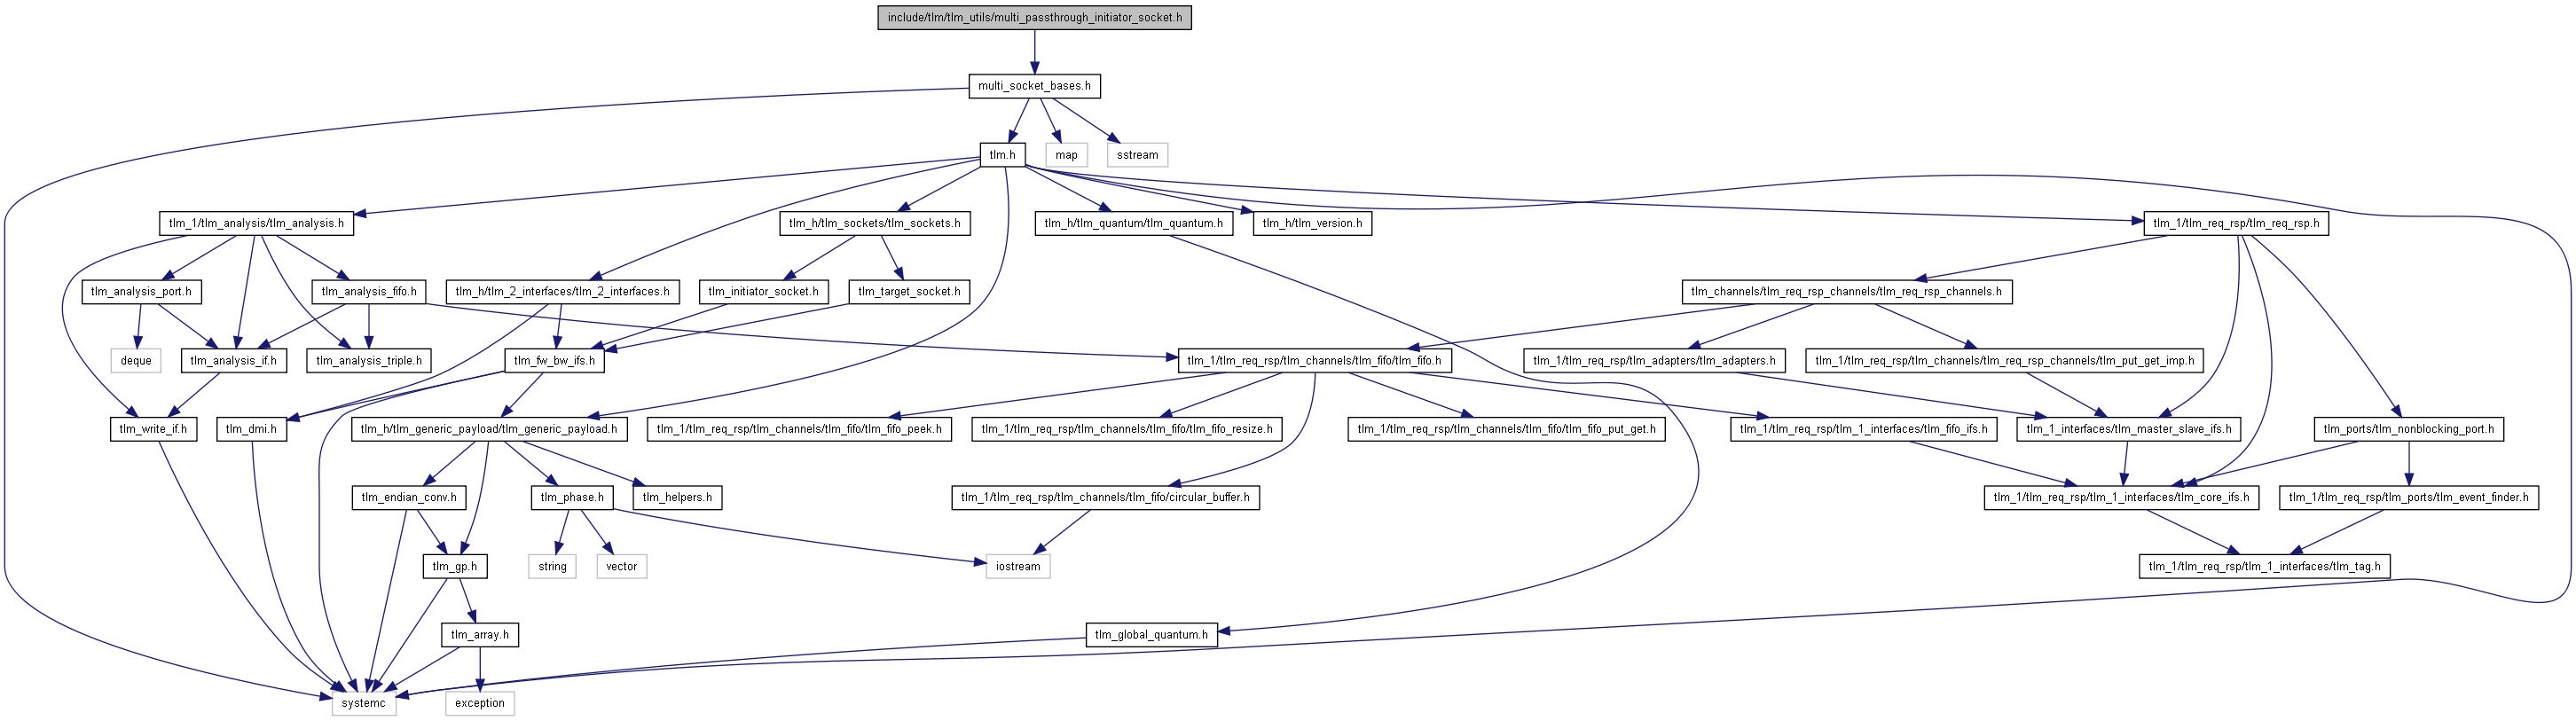 include/tlm/tlm_utils/multi_passthrough_initiator_socket.h
multi_socket_bases.h
tlm.h
map
sstream
tlm_1/tlm_analysis/tlm_analysis.h
tlm_h/tlm_sockets/tlm_sockets.h
tlm_h/tlm_quantum/tlm_quantum.h
tlm_h/tlm_version.h
tlm_1/tlm_req_rsp/tlm_req_rsp.h
tlm_analysis_port.h
tlm_analysis_fifo.h
tlm_h/tlm_2_interfaces/tlm_2_interfaces.h
tlm_initiator_socket.h
tlm_target_socket.h
tlm_channels/tlm_req_rsp_channels/tlm_req_rsp_channels.h
deque
tlm_analysis_if.h
tlm_analysis_triple.h
tlm_fw_bw_ifs.h
tlm_1/tlm_req_rsp/tlm_channels/tlm_fifo/tlm_fifo.h
tlm_1/tlm_req_rsp/tlm_adapters/tlm_adapters.h
tlm_1/tlm_req_rsp/tlm_channels/tlm_req_rsp_channels/tlm_put_get_imp.h
tlm_write_if.h
tlm_dmi.h
tlm_h/tlm_generic_payload/tlm_generic_payload.h
tlm_1/tlm_req_rsp/tlm_channels/tlm_fifo/tlm_fifo_peek.h
tlm_1/tlm_req_rsp/tlm_channels/tlm_fifo/tlm_fifo_resize.h
tlm_1/tlm_req_rsp/tlm_channels/tlm_fifo/tlm_fifo_put_get.h
tlm_1/tlm_req_rsp/tlm_1_interfaces/tlm_fifo_ifs.h
tlm_1_interfaces/tlm_master_slave_ifs.h
tlm_ports/tlm_nonblocking_port.h
tlm_endian_conv.h
tlm_phase.h
tlm_helpers.h
tlm_1/tlm_req_rsp/tlm_channels/tlm_fifo/circular_buffer.h
tlm_1/tlm_req_rsp/tlm_1_interfaces/tlm_core_ifs.h
tlm_1/tlm_req_rsp/tlm_ports/tlm_event_finder.h
tlm_gp.h
string
vector
iostream
tlm_1/tlm_req_rsp/tlm_1_interfaces/tlm_tag.h
tlm_array.h
tlm_global_quantum.h
systemc
exception